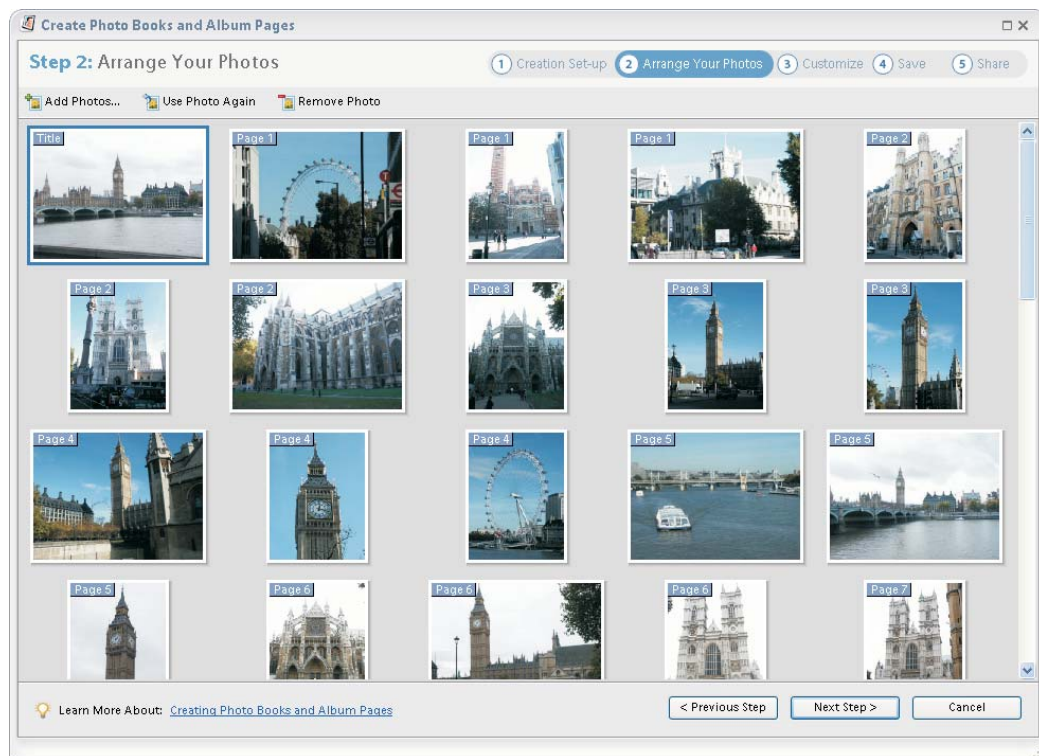 Create Photo Books and Album Pages
Step 2: Arrange Your Photos
1 Creation Set-up 2 Arrange Your Photos 3 Customize 4 Save 5 Share
Add Photos... Use Photo Again Remove Photo
Title Page 1 Page 1 Page 1 Page 2
Page 2 Page 2 Page 3 Page 3 Page 3
Page 4 Page 4 Page 4 Page 5 Page 5
Page 5 Page 6 Page 6 Page 6 Page 7
Learn More About: Creating Photo Books and Album Pages
< Previous Step Next Step > Cancel